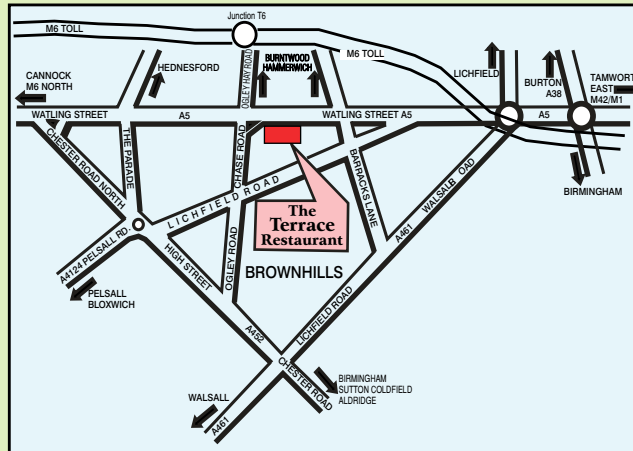 Junction T6
M6 TOLL
M6 TOLL
CANNOCK
M6 NORTH
HEDNESFORD
OGLEY HAY ROAD
BURNTWOOD
HAMMERWICH
LICHFIELD
BURTON
A38
TAMWORT
EAST
M42/M1
WATLING STREET
A5
WATLING STREET A5
A5
CHESTER ROAD NORTH
THE PARADE
CHASE ROAD
LICHFIELD ROAD
BARRACKS LANE
A461
WALSALB OAD
BIRMINGHAM
The
Terrace
Restaurant
A4124 PELSALL RD.
HIGH STREET
OGLEY ROAD
BROWNHILLS
PELSALL
BLOXWICH
A452
LICHFIELD ROAD
CHESTER ROAD
BIRMINGHAM
SUTTON COLDFIELD
ALDRIDGE
WALSALL
A461